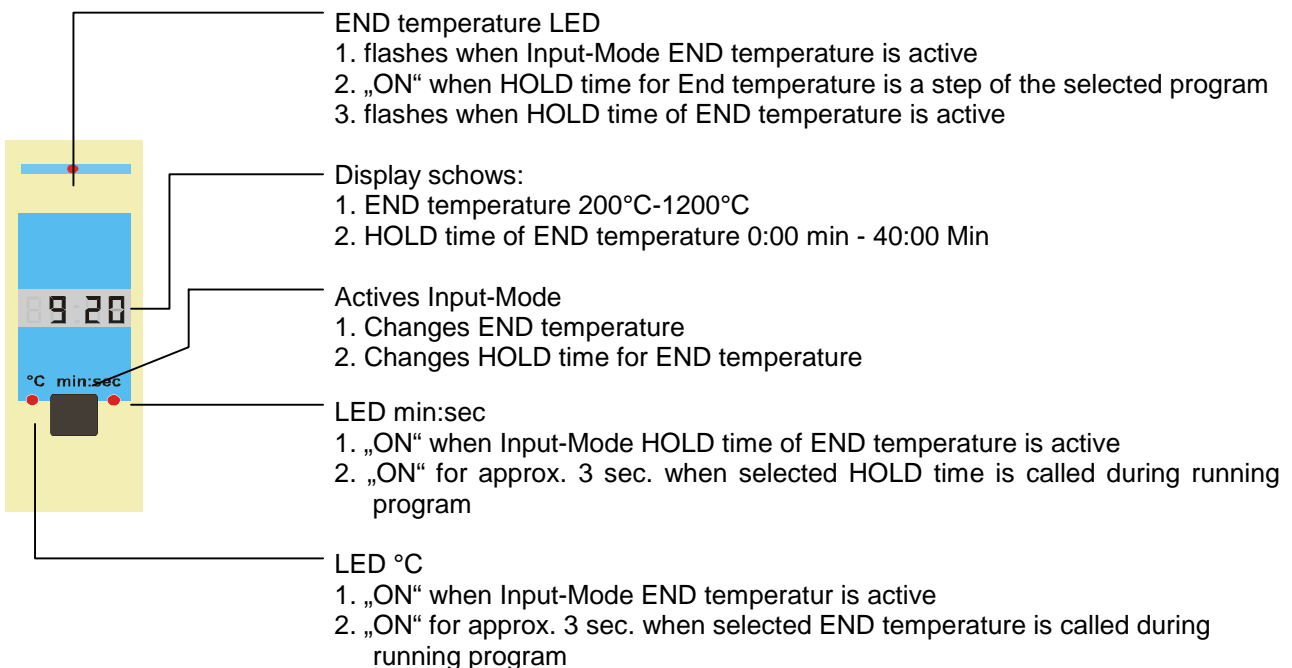 END temperature LED
1. flashes when Input-Mode END temperature is active
2. „ON“ when HOLD time for End temperature is a step of the selected program
3. flashes when HOLD time of END temperature is active
Display schows:
1. END temperature 200°C-1200°C
2. HOLD time of END temperature 0:00 min - 40:00 Min
9 20
Actives Input-Mode
1. Changes END temperature
2. Changes HOLD time for END temperature
°C min:sec
LED min:sec
1. „ON“ when Input-Mode HOLD time of END temperature is active
2. „ON“ for approx. 3 sec. when selected HOLD time is called during running
program
LED °C
1. „ON“ when Input-Mode END temperatur is active
2. „ON“ for approx. 3 sec. when selected END temperature is called during
running program